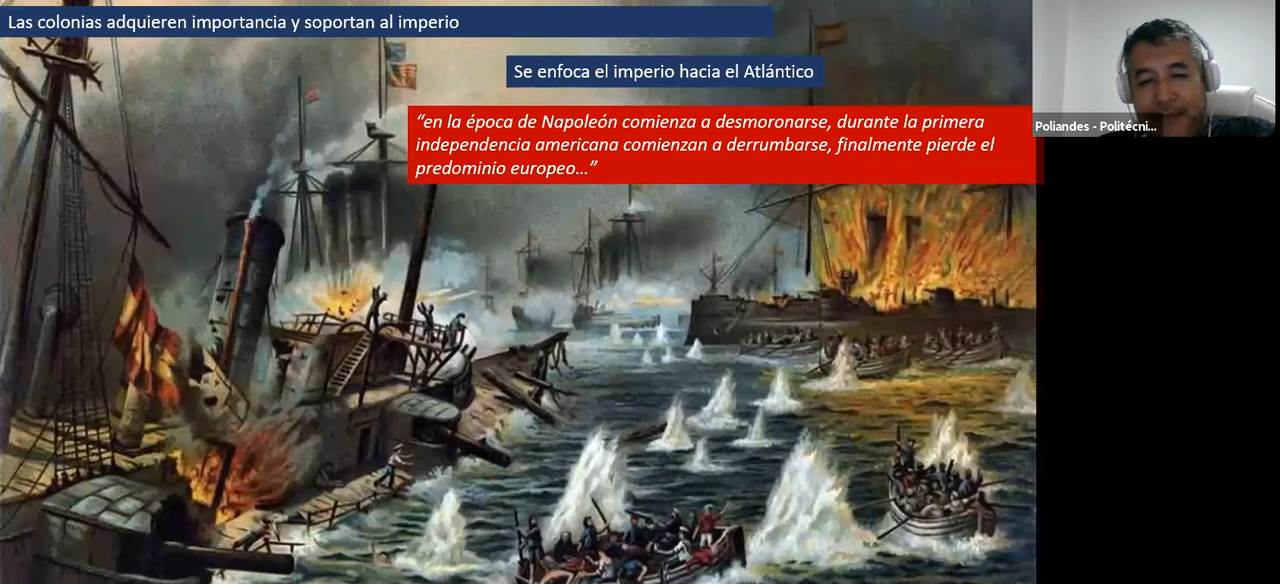 Las colonias adquieren importancia y soportan al imperio
Se enfoca el imperio hacia el Atlántico
“en la época de Napoleón comienza a desmoronarse, durante la primera
independencia americana comienzan a derrumbarse, finalmente pierde el
predominio europeo...”
Poliandes - Politécni...